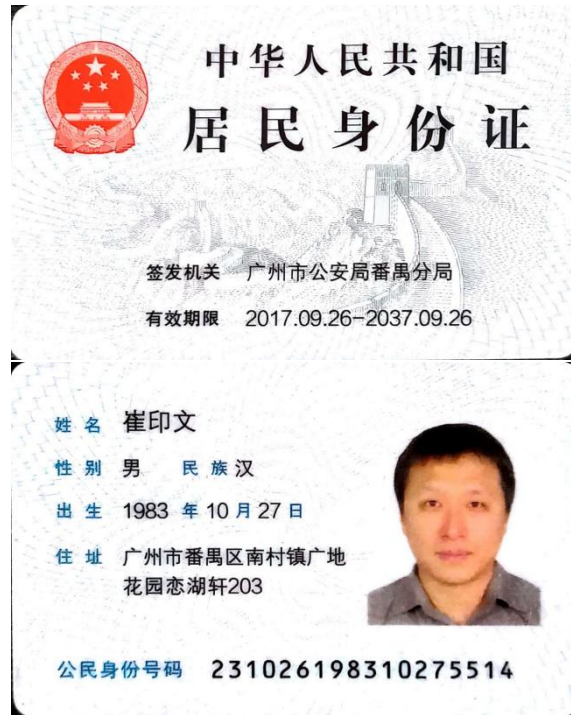 中华人民共和国
居民身份证
签发机关 广州市公安局番禺分局
有效期限 2017.09.26-2037.09.26
姓名 崔印文
性别 男 民族 汉
出生 1983 年 10 月 27 日
住址 广州市番禺区南村镇广地
花园恋湖轩203
公民身份号码 231026198310275514